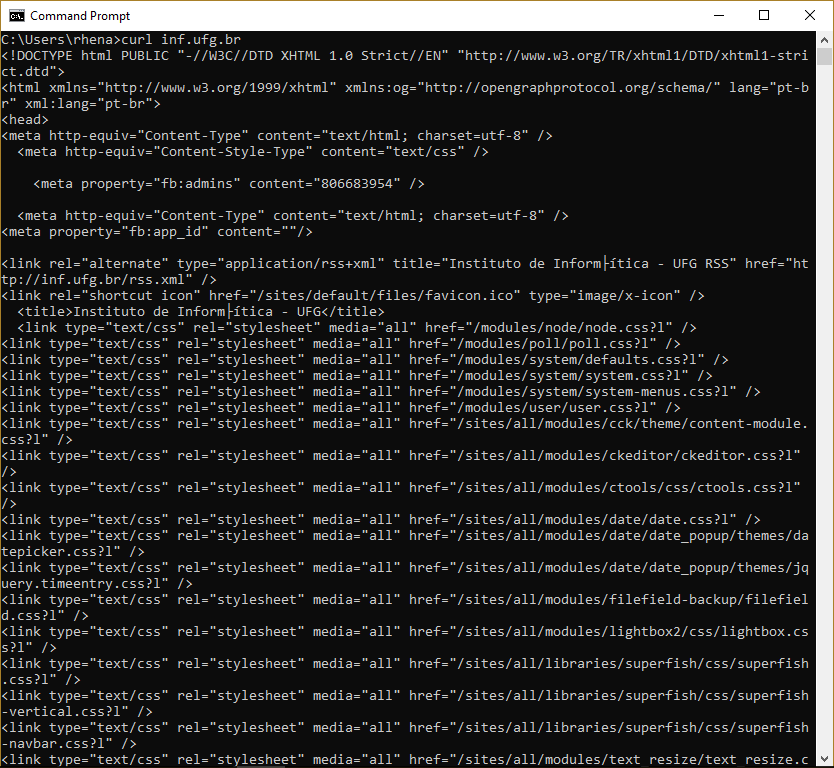 Command Prompt
C:\Users\rhena>curl inf.ufg.br
<!DOCTYPE html PUBLIC "-//W3C//DTD XHTML 1.0 Strict//EN" "http://www.w3.org/TR/xhtml1/DTD/xhtml1-stri
ct.dtd">
<html xmlns="http://www.w3.org/1999/xhtml" xmlns:og="http://opengraphprotocol.org/schema/" lang="pt-b
r" xml:lang="pt-br">
<head>
<meta http-equiv="Content-Type" content="text/html; charset=utf-8" />
  <meta http-equiv="Content-Style-Type" content="text/css" />
    <meta property="fb:admins" content="806683954" />
  <meta http-equiv="Content-Type" content="text/html; charset=utf-8" />
<meta property="fb:app_id" content=""/>
<link rel="alternate" type="application/rss+xml" title="Instituto de Inform├ítica - UFG RSS" href="ht
tp://inf.ufg.br/rss.xml" />
<link rel="shortcut icon" href="/sites/default/files/favicon.ico" type="image/x-icon" />
  <title>Instituto de Inform├ítica - UFG</title>
  <link type="text/css" rel="stylesheet" media="all" href="/modules/node/node.css?l" />
<link type="text/css" rel="stylesheet" media="all" href="/modules/poll/poll.css?l" />
<link type="text/css" rel="stylesheet" media="all" href="/modules/system/defaults.css?l" />
<link type="text/css" rel="stylesheet" media="all" href="/modules/system/system.css?l" />
<link type="text/css" rel="stylesheet" media="all" href="/modules/system/system-menus.css?l" />
<link type="text/css" rel="stylesheet" media="all" href="/modules/user/user.css?l" />
<link type="text/css" rel="stylesheet" media="all" href="/sites/all/modules/cck/theme/content-module.
css?l" />
<link type="text/css" rel="stylesheet" media="all" href="/sites/all/modules/ckeditor/ckeditor.css?l"
/>
<link type="text/css" rel="stylesheet" media="all" href="/sites/all/modules/ctools/css/ctools.css?l"
/>
<link type="text/css" rel="stylesheet" media="all" href="/sites/all/modules/date/date.css?l" />
<link type="text/css" rel="stylesheet" media="all" href="/sites/all/modules/date/date_popup/themes/da
tepicker.css?l" />
<link type="text/css" rel="stylesheet" media="all" href="/sites/all/modules/date/date_popup/themes/jq
uery.timeentry.css?l" />
<link type="text/css" rel="stylesheet" media="all" href="/sites/all/modules/filefield-backup/filefiel
d.css?l" />
<link type="text/css" rel="stylesheet" media="all" href="/sites/all/modules/lightbox2/css/lightbox.cs
s?l" />
<link type="text/css" rel="stylesheet" media="all" href="/sites/all/libraries/superfish/css/superfish
.css?l" />
<link type="text/css" rel="stylesheet" media="all" href="/sites/all/libraries/superfish/css/superfish
-vertical.css?l" />
<link type="text/css" rel="stylesheet" media="all" href="/sites/all/libraries/superfish/css/superfish
-navbar.css?l" />
<link type="text/css" rel="stylesheet" media="all" href="/sites/all/modules/text_resize/text_resize.c